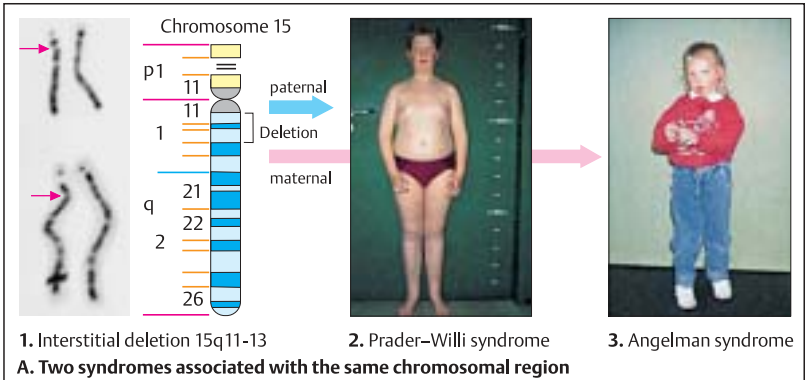 Chromosome 15
p1
11
11
1
Deletion
q
21
22
2
26
paternal
maternal
1. Interstitial deletion 15q11-13
2. Prader–Willi syndrome
3. Angelman syndrome
A. Two syndromes associated with the same chromosomal region